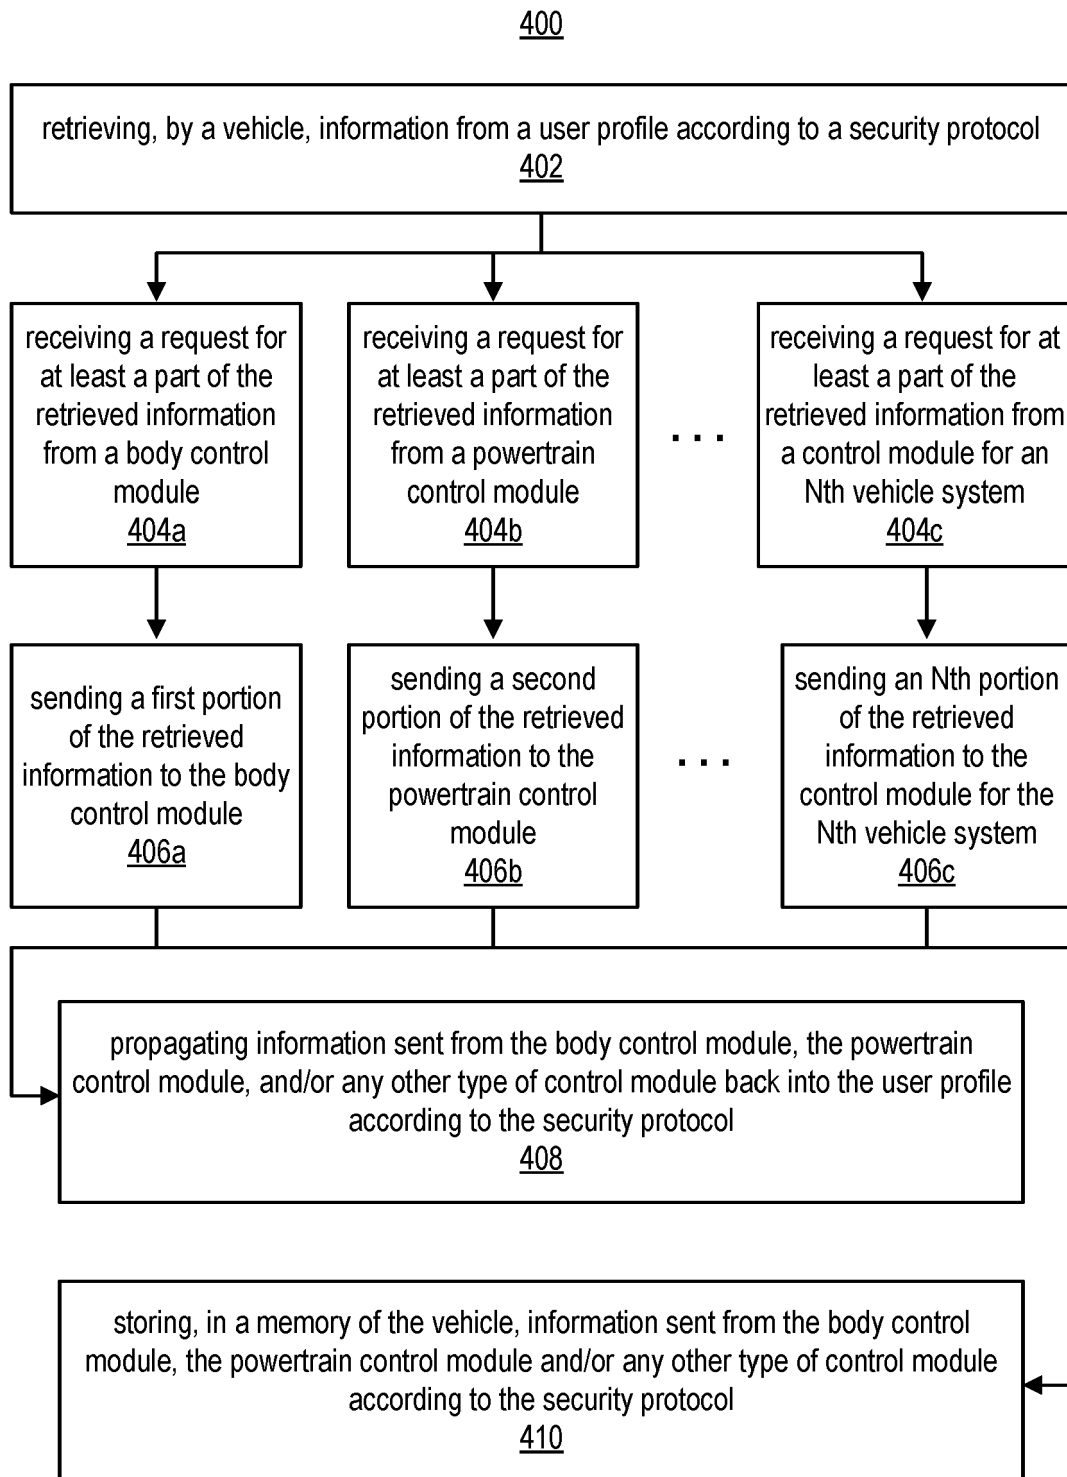 400
retrieving, by a vehicle, information from a user profile according to a security protocol
402
receiving a request for
at least a part of the
retrieved information
from a body control
module
404a
receiving a request for
at least a part of the
retrieved information
from a powertrain
control module
404b
. . .
receiving a request for at
least a part of the
retrieved information from
a control module for an
Nth vehicle system
404c
sending a first portion
of the retrieved
information to the body
control module
406a
sending a second
portion of the retrieved
information to the
powertrain control
module
406b
. . .
sending an Nth portion
of the retrieved
information to the
control module for the
Nth vehicle system
406c
propagating information sent from the body control module, the powertrain
control module, and/or any other type of control module back into the user profile
according to the security protocol
408
storing, in a memory of the vehicle, information sent from the body control
module, the powertrain control module and/or any other type of control module
according to the security protocol
410